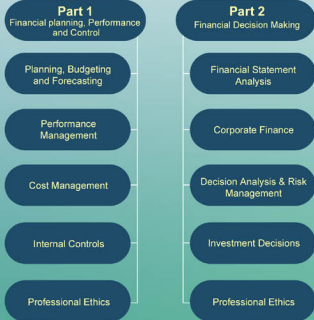 Part 1
Financial planning, Performance
and Control
Planning, Budgeting
and Forecasting
Performance
Management
Cost Management
Internal Controls
Professional Ethics
Part 2
Financial Decision Making
Financial Statement
Analysis
Corporate Finance
Decision Analysis & Risk
Management
Investment Decisions
Professional Ethics